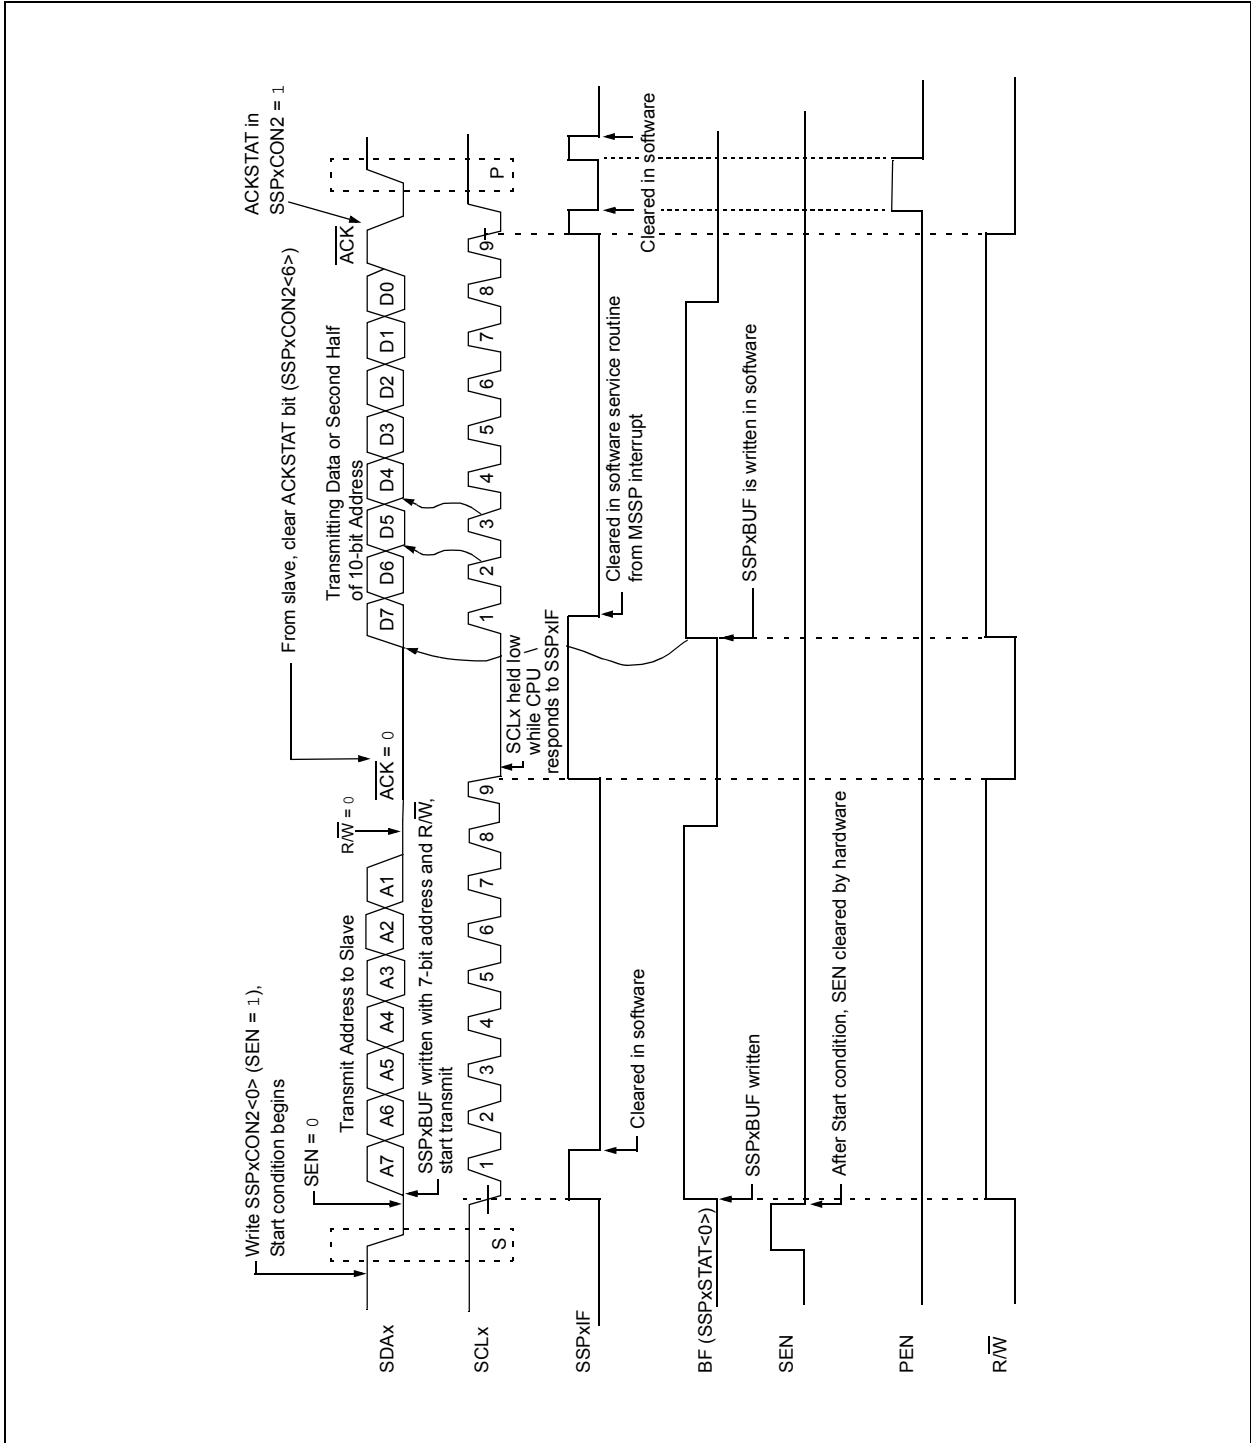 Write SSPxCON2<0> (SEN = 1),
Start condition begins
SEN = 0
Transmit Address to Slave
R/W = 0
From slave, clear ACKSTAT bit (SSPxCON2<6>)
ACK = 0
Transmitting Data or Second Half
of 10-bit Address
ACKSTAT in
SSPxCON2 = 1
ACK
SDAx
A7 A6 A5 A4 A3 A2 A1
D7 D6 D5 D4 D3 D2 D1 D0
SSPxBUF written with 7-bit address and R/W,
start transmit
SCLx
S
1 2 3 4 5 6 7 8 9
1 2 3 4 5 6 7 8 9
P
SCLx held low
while CPU
responds to SSPxIF
SSPxIF
Cleared in software
Cleared in software service routine
from MSSP interrupt
Cleared in software
Cleared in software
BF (SSPxSTAT<0>)
SSPxBUF written
SSPxBUF is written in software
SEN
After Start condition, SEN cleared by hardware
PEN
R/W